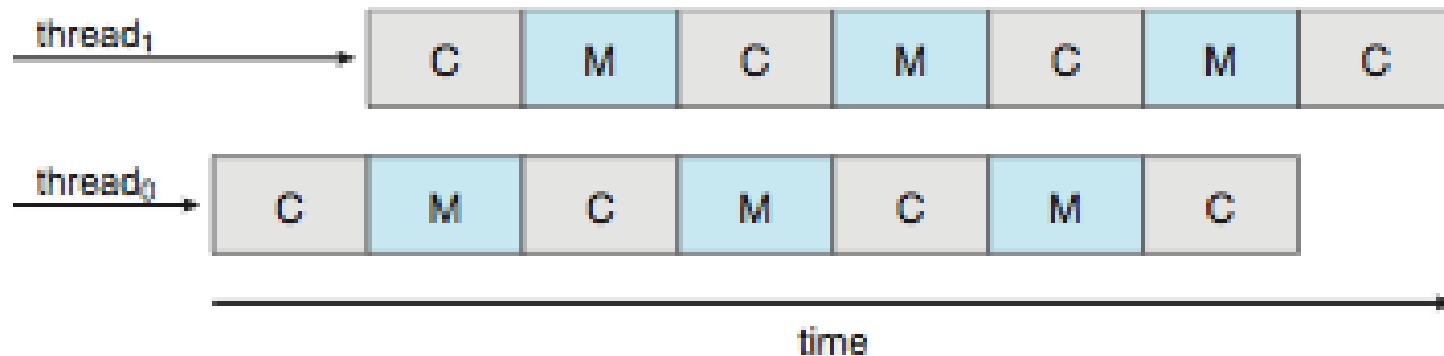 thread₁ C M C M C M C
thread₀ C M C M C M C
time